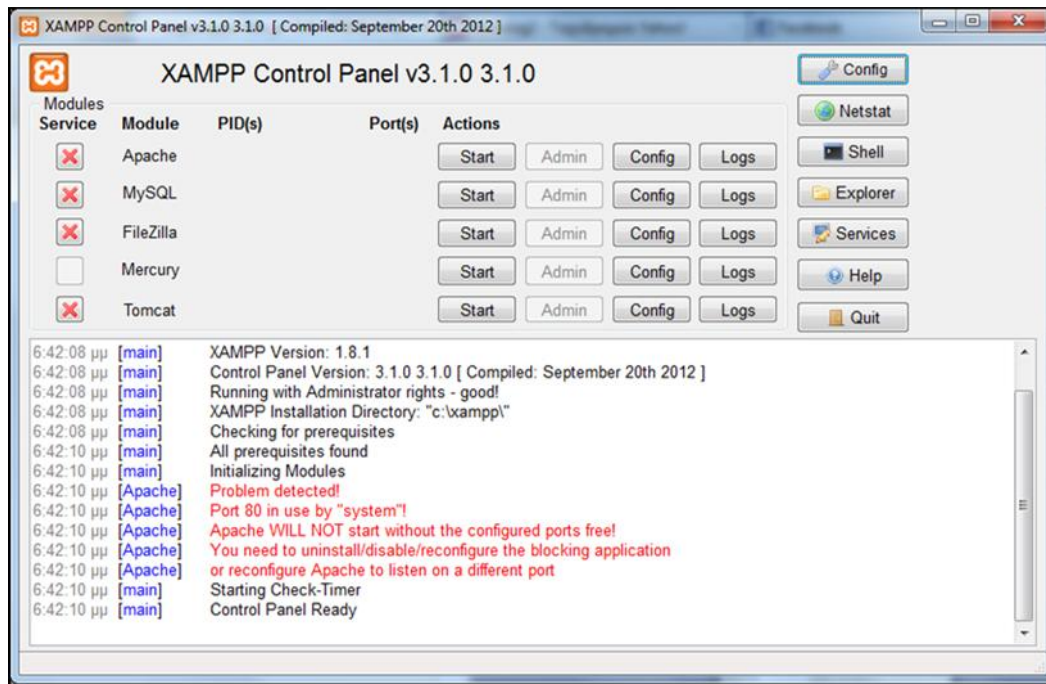 XAMPP Control Panel v3.1.0 3.1.0 [ Compiled: September 20th 2012 ]
XAMPP Control Panel v3.1.0 3.1.0
Config
Modules
Service Module PID(s) Port(s) Actions
Netstat
Apache Start Admin Config Logs
Shell
MySQL Start Admin Config Logs
Explorer
FileZilla Start Admin Config Logs
Services
Mercury Start Admin Config Logs
Help
Tomcat Start Admin Config Logs
Quit
6:42:08 μμ [main] XAMPP Version: 1.8.1
6:42:08 μμ [main] Control Panel Version: 3.1.0 3.1.0 [ Compiled: September 20th 2012 ]
6:42:08 μμ [main] Running with Administrator rights - good!
6:42:08 μμ [main] XAMPP Installation Directory: "c:\xampp\"
6:42:08 μμ [main] Checking for prerequisites
6:42:10 μμ [main] All prerequisites found
6:42:10 μμ [main] Initializing Modules
6:42:10 μμ [Apache] Problem detected!
6:42:10 μμ [Apache] Port 80 in use by "system"!
6:42:10 μμ [Apache] Apache WILL NOT start without the configured ports free!
6:42:10 μμ [Apache] You need to uninstall/disable/reconfigure the blocking application
6:42:10 μμ [Apache] or reconfigure Apache to listen on a different port
6:42:10 μμ [main] Starting Check-Timer
6:42:10 μμ [main] Control Panel Ready